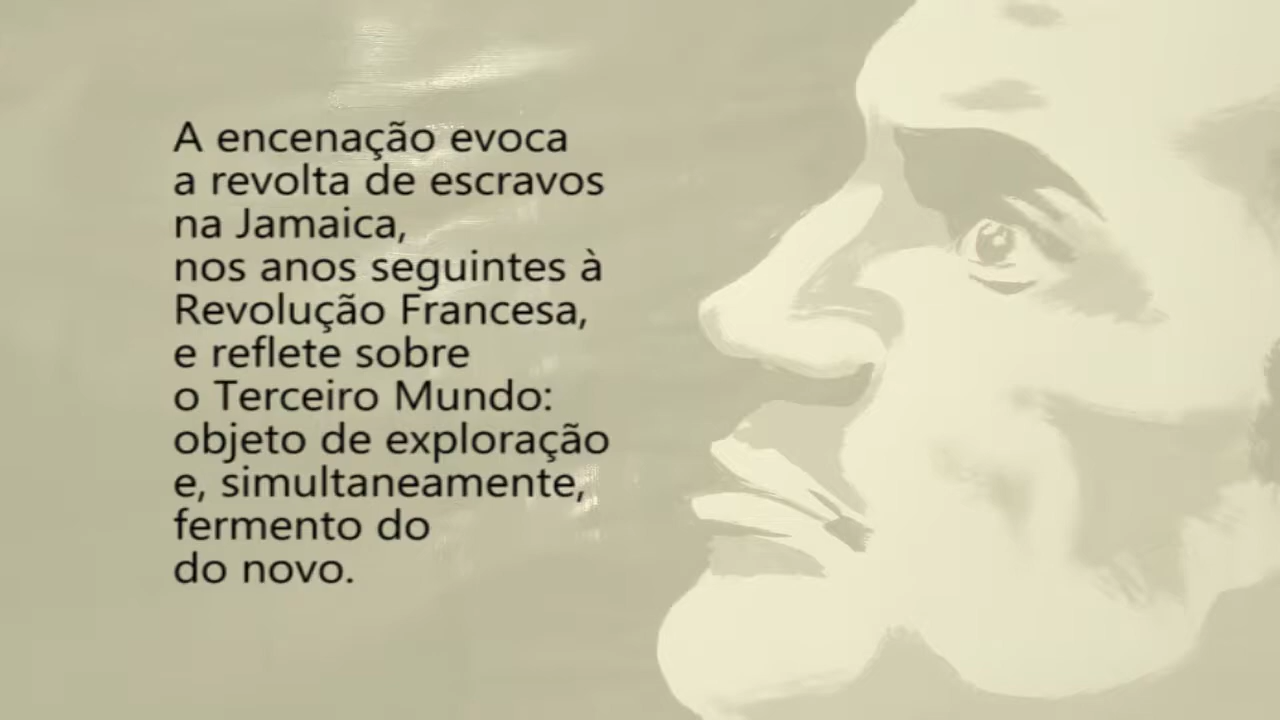 A encenação evoca
a revolta de escravos
na Jamaica,
nos anos seguintes à
Revolução Francesa,
e reflete sobre
o Terceiro Mundo:
objeto de exploração
e, simultaneamente,
fermento do
do novo.